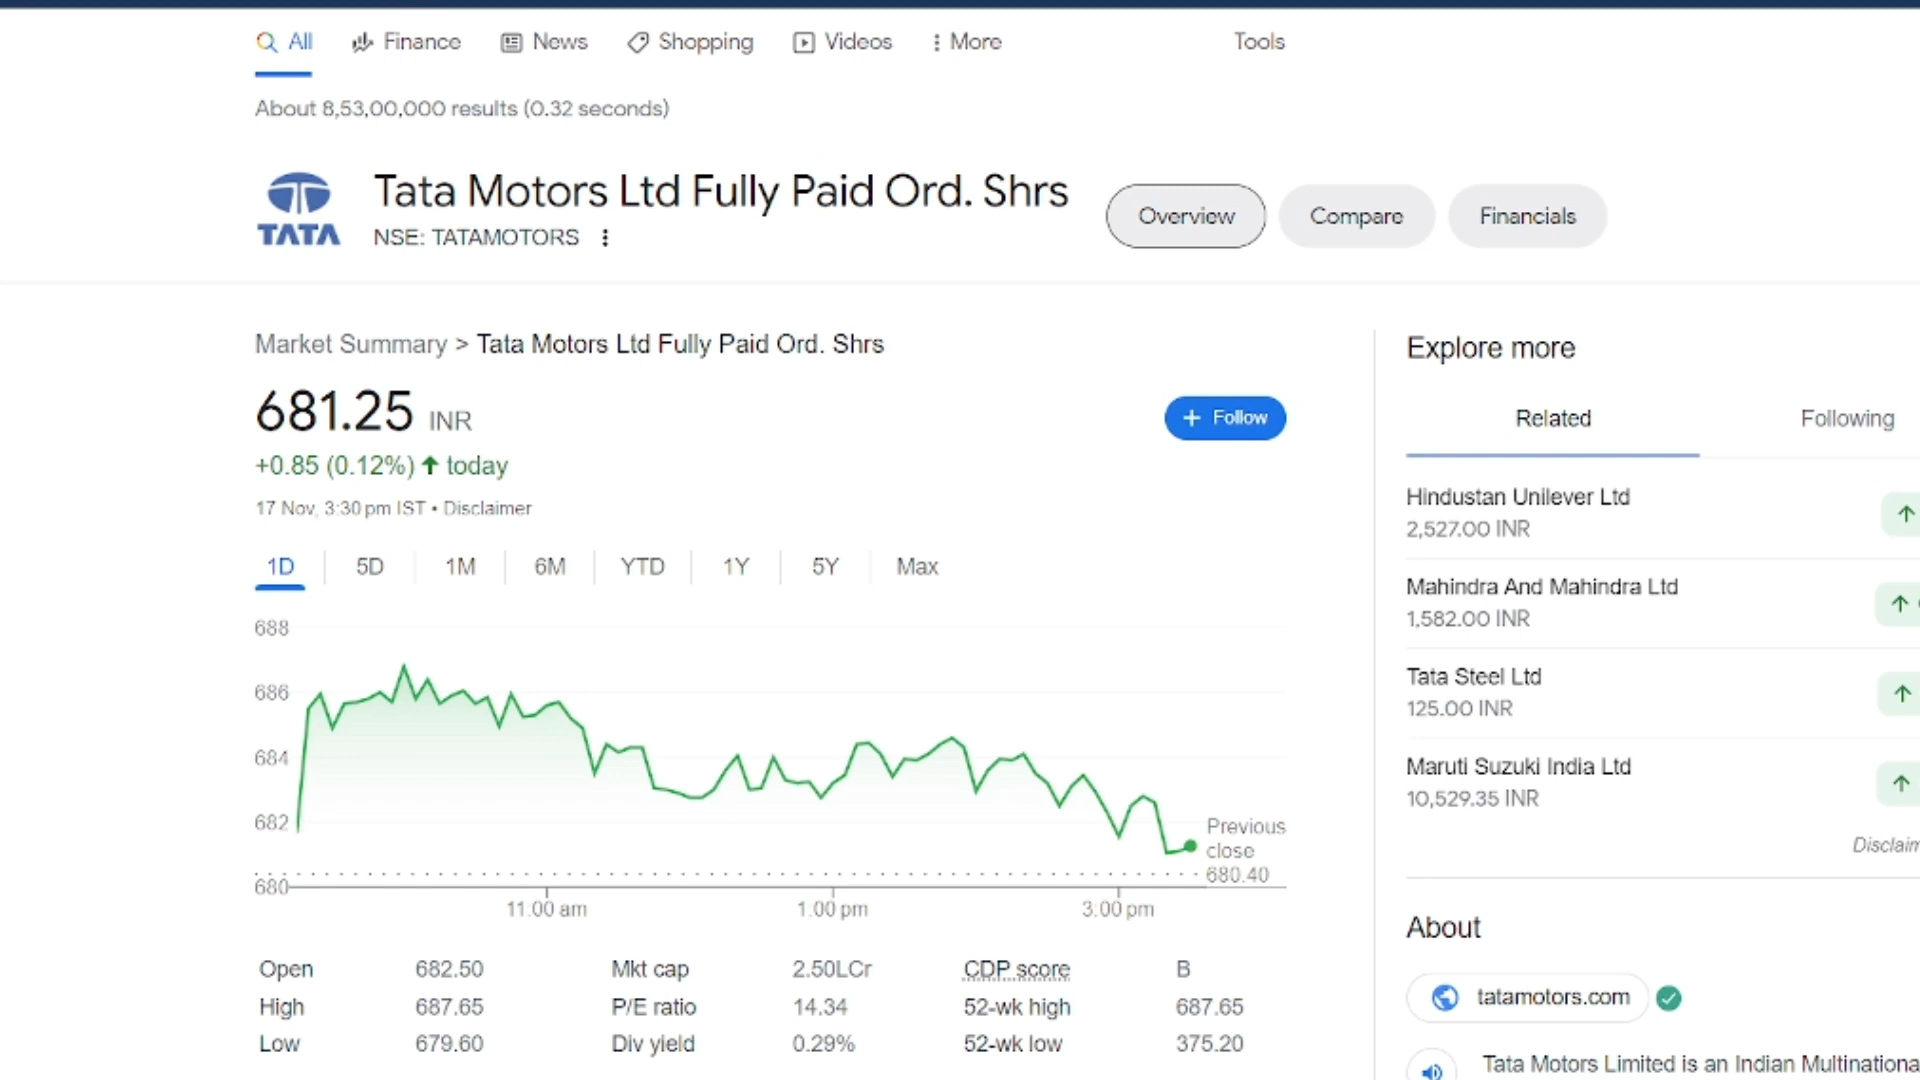 All
Finance
News
Shopping
Videos
More
Tools
About 8,53,00,000 results (0.32 seconds)
TATA
Tata Motors Ltd Fully Paid Ord. Shrs
NSE: TATAMOTORS
Overview
Compare
Financials
Market Summary > Tata Motors Ltd Fully Paid Ord. Shrs
681.25 INR
+ Follow
+0.85 (0.12%) ↑ today
17 Nov, 3:30 pm IST • Disclaimer
1D 5D 1M 6M YTD 1Y 5Y Max
688
686
684
682
680
Previous
close
680.40
11:00 am 1:00 pm 3:00 pm
Open 682.50 Mkt cap 2.50LCr CDP score B
High 687.65 P/E ratio 14.34 52-wk high 687.65
Low 679.60 Div yield 0.29% 52-wk low 375.20
Explore more
Related Following
Hindustan Unilever Ltd
2,527.00 INR
Mahindra And Mahindra Ltd
1,582.00 INR
Tata Steel Ltd
125.00 INR
Maruti Suzuki India Ltd
10,529.35 INR
About
tatamotors.com
Tata Motors Limited is an Indian